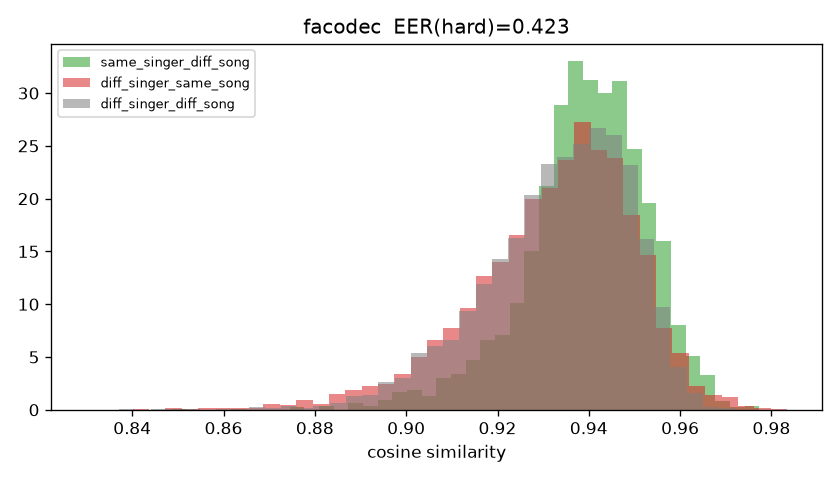 facodec  EER(hard)=0.423
same_singer_diff_song
diff_singer_same_song
diff_singer_diff_song
30
25
20
15
10
5
0
0.84 0.86 0.88 0.90 0.92 0.94 0.96 0.98
cosine similarity